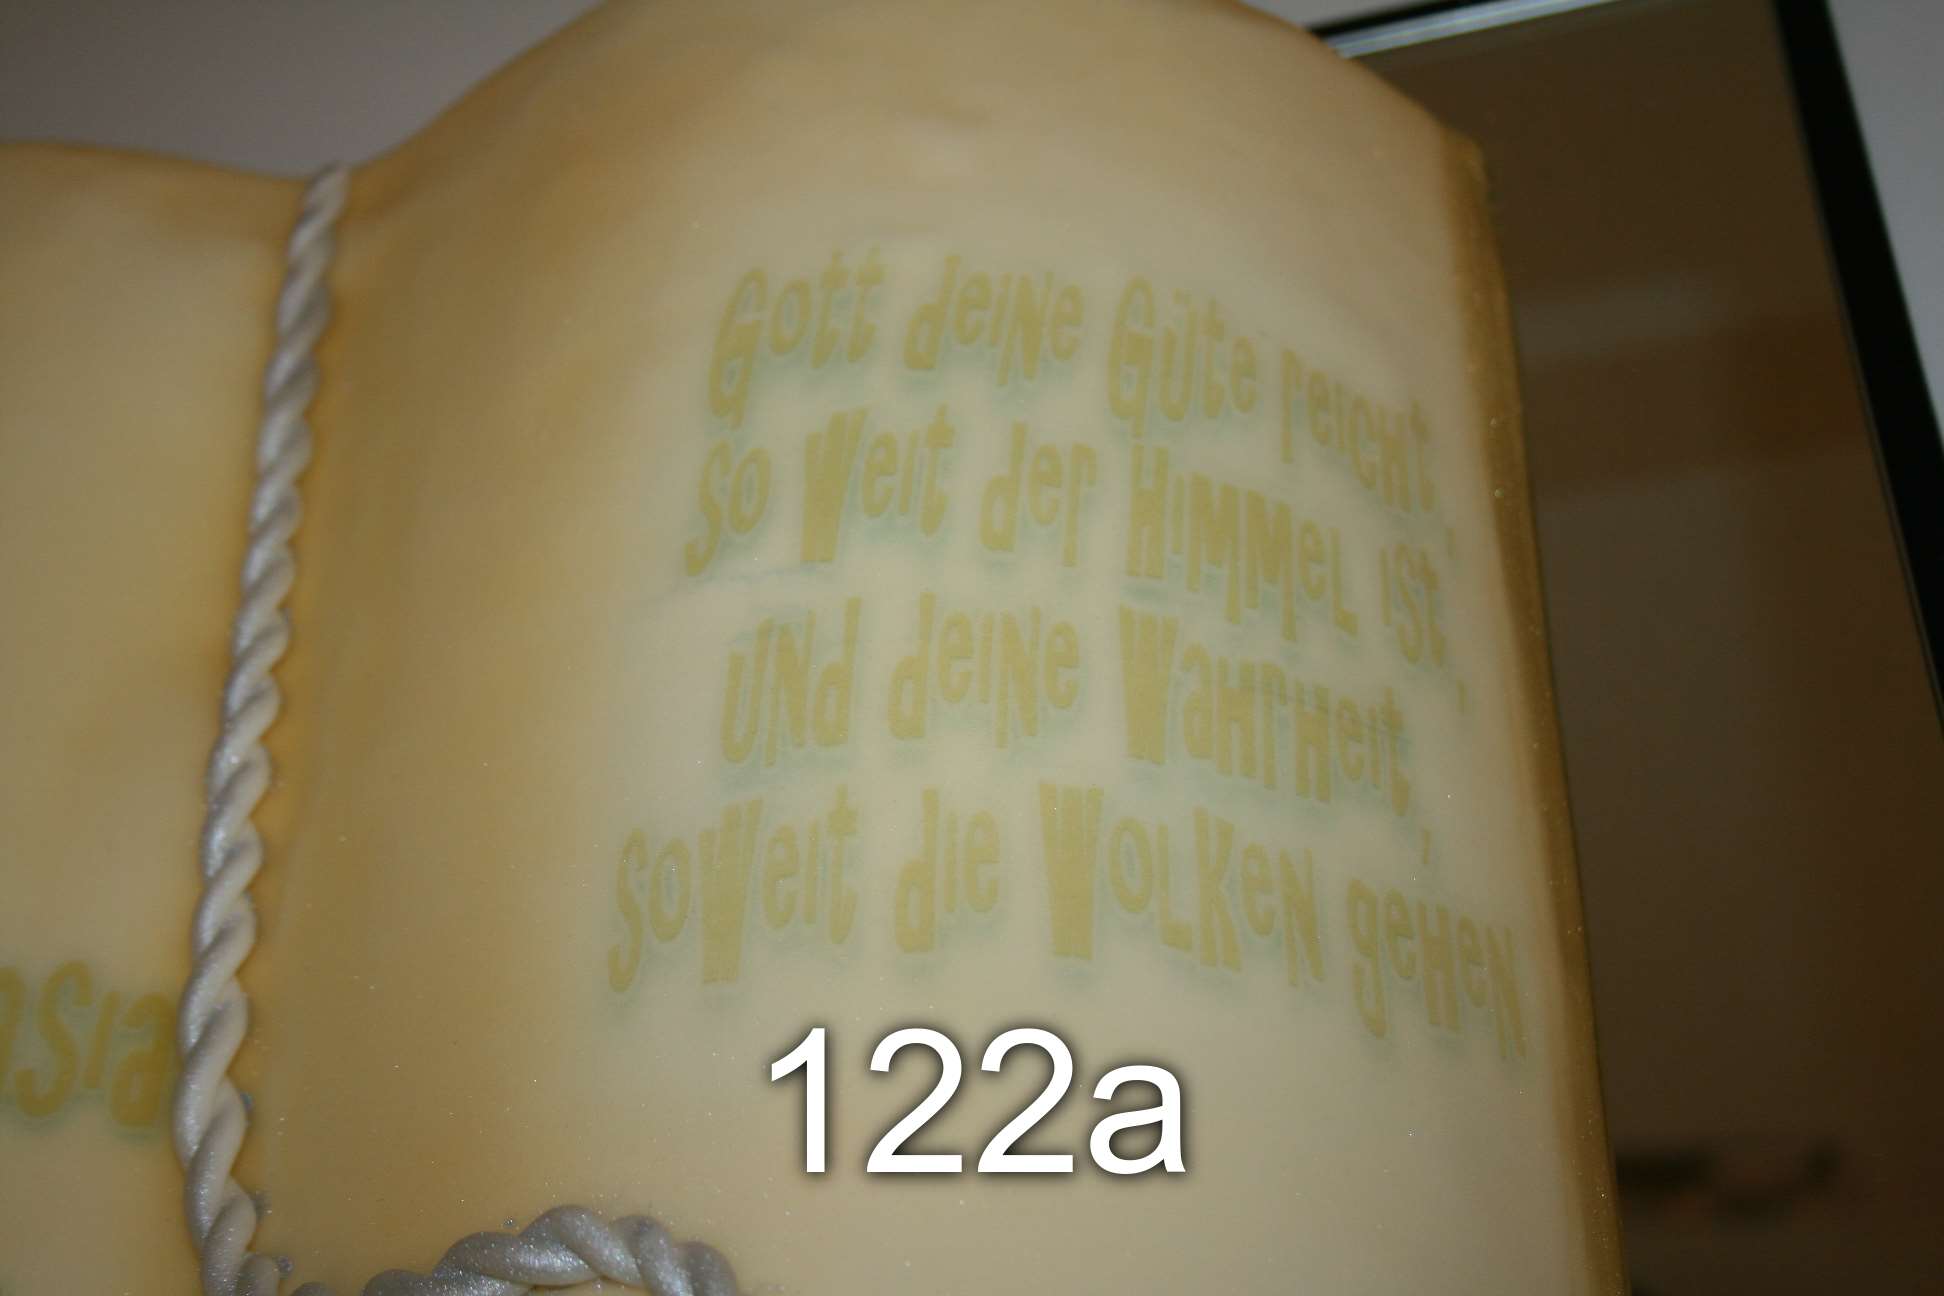 Gott deine Güte reicht,
so weit der Himmel ist,
und deine Wahrheit,
soweit die Wolken gehen
122a